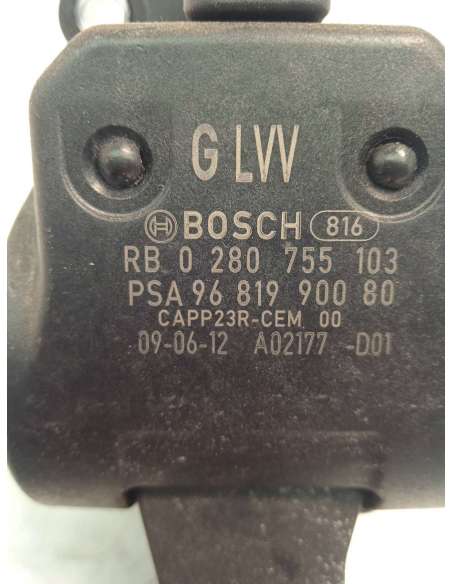 G LVV
BOSCH 816
RB 0 280 755 103
PSA 96 819 900 80
CAPP23R-CEM 00
09-06-12 A02177 -D01